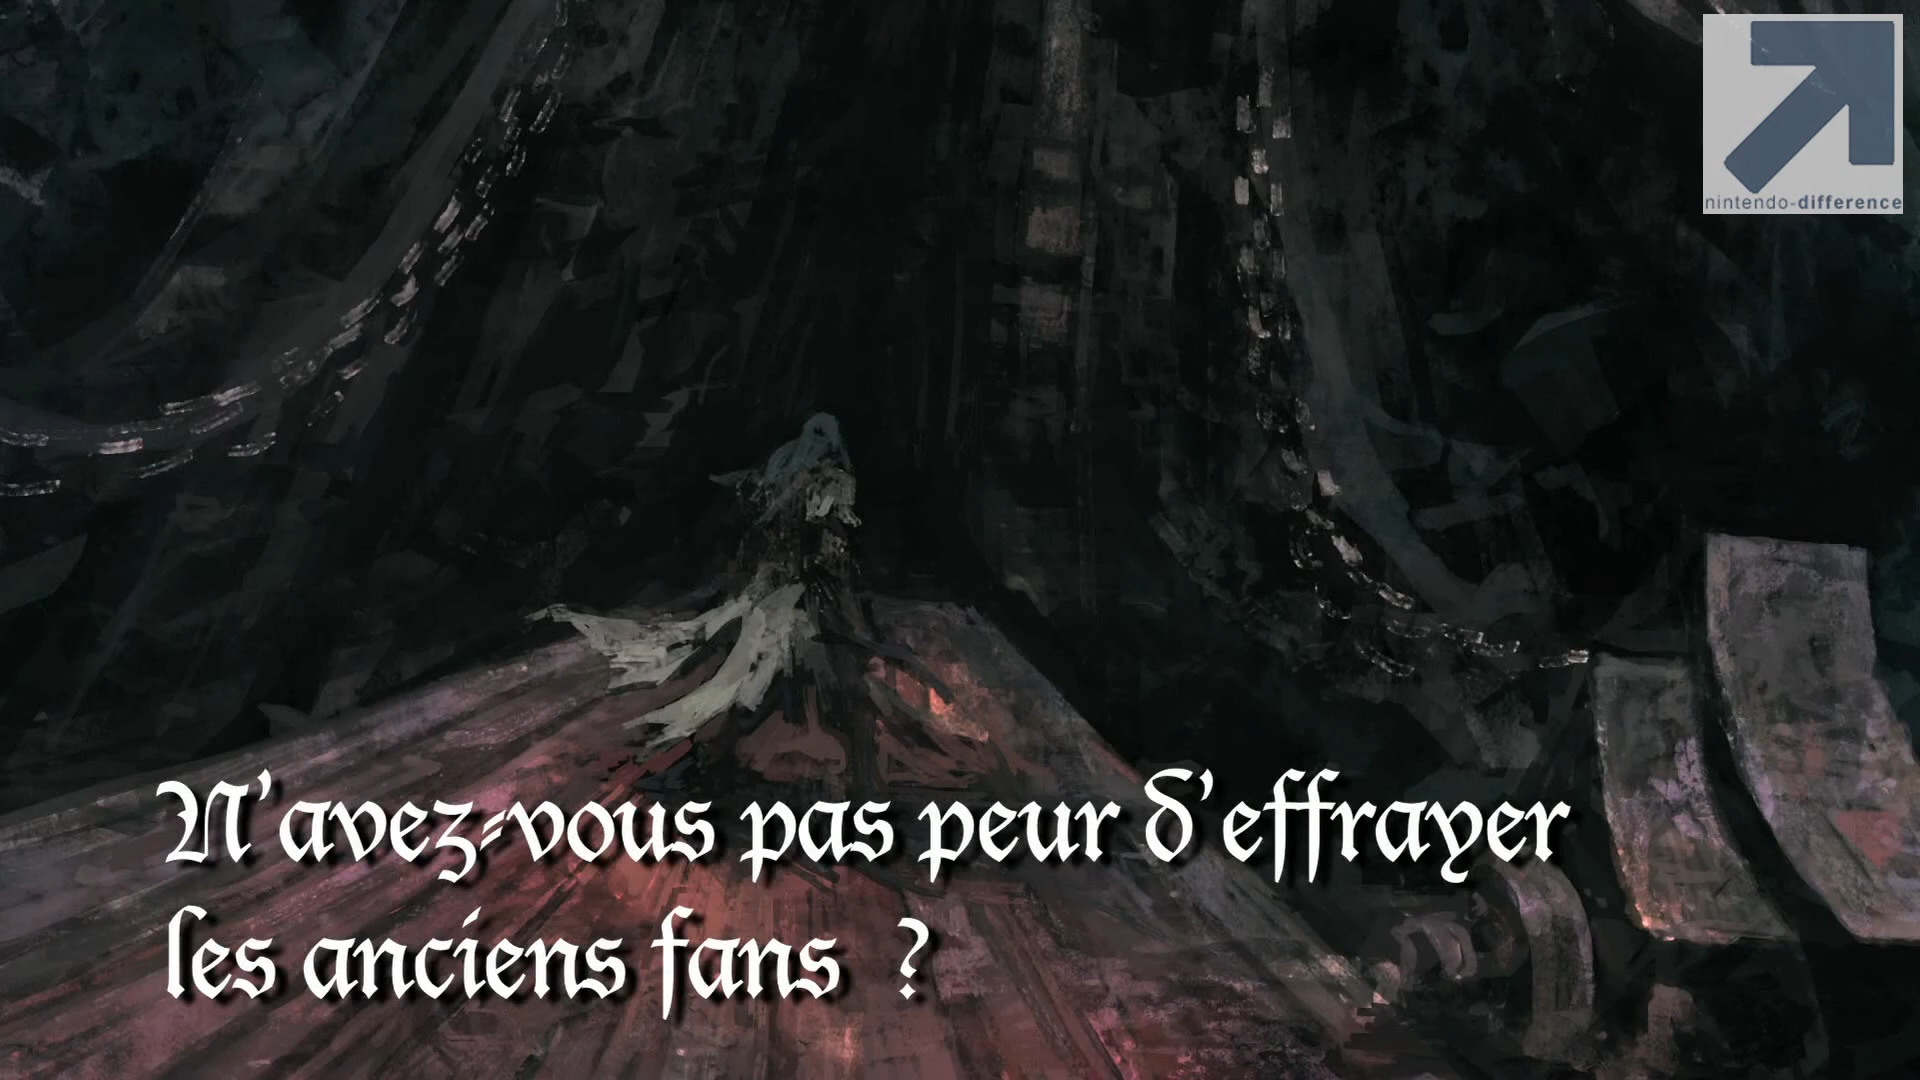 nintendo-difference
N'avez-vous pas peur d'effrayer
les anciens fans ?